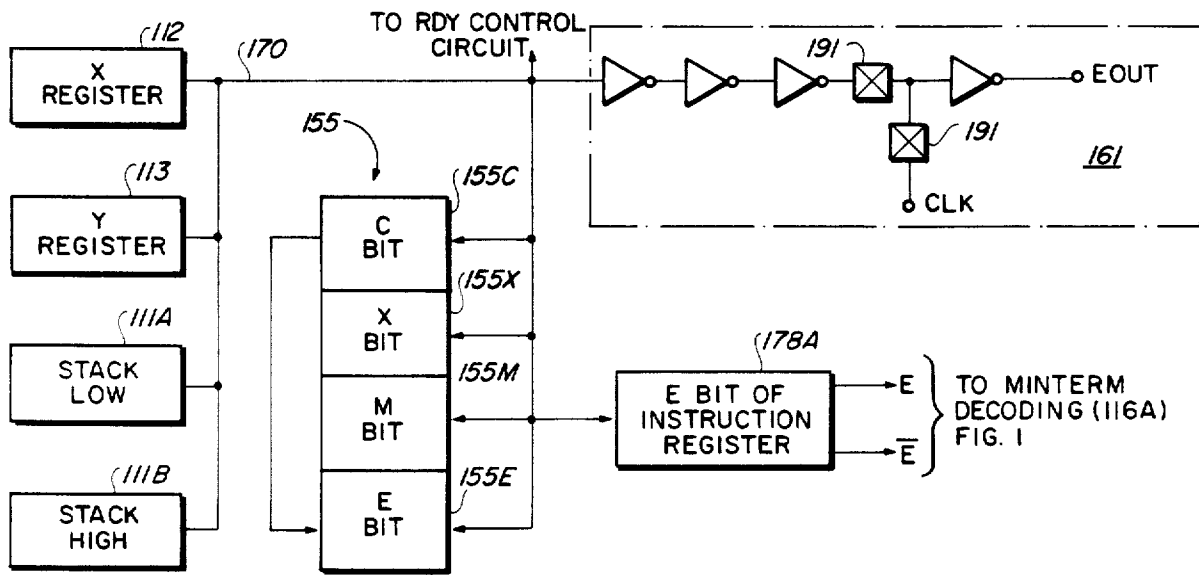 TO RDY CONTROL
CIRCUIT
112
X
REGISTER
170
191
EOUT
191
161
CLK
155
113
Y
REGISTER
155C
C
BIT
155X
X
BIT
111A
STACK
LOW
155M
M
BIT
178A
E BIT OF
INSTRUCTION
REGISTER
E
E̅
TO MINTERM
DECODING (116A)
FIG. 1
111B
STACK
HIGH
155E
E
BIT